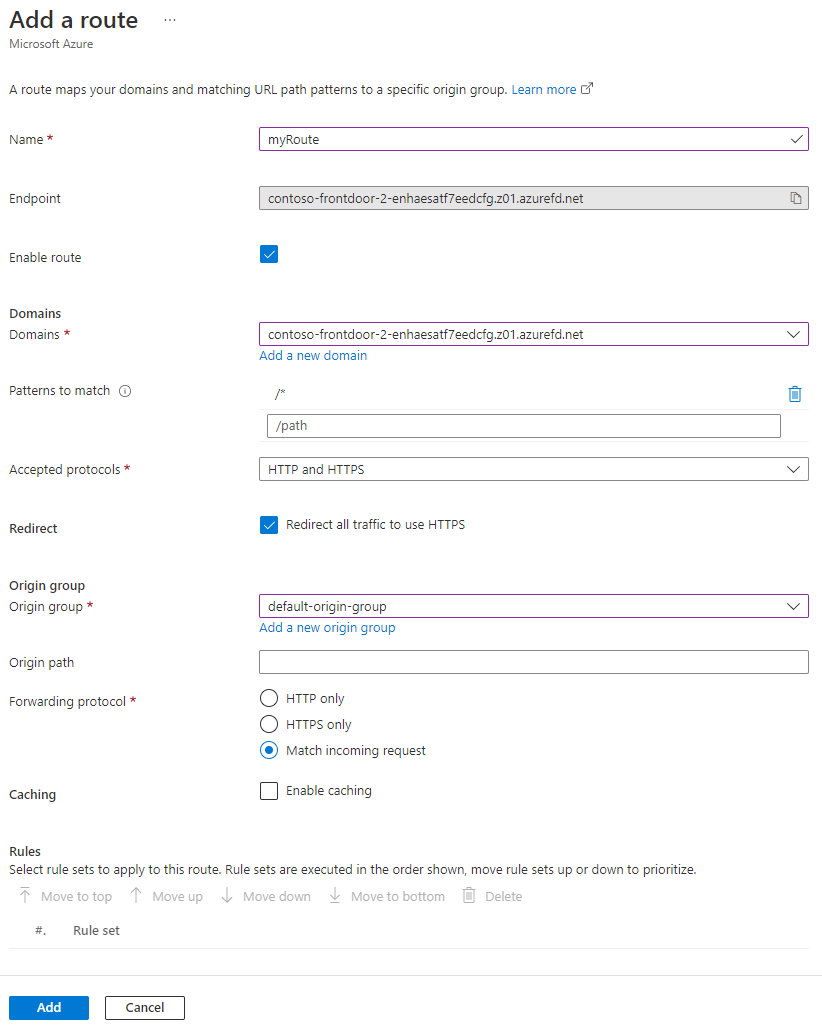 Add a route ...
Microsoft Azure
A route maps your domains and matching URL path patterns to a specific origin group. Learn more
Name * myRoute
Endpoint contoso-frontdoor-2-enhaesatf7eedcfg.z01.azurefd.net
Enable route
Domains
Domains * contoso-frontdoor-2-enhaesatf7eedcfg.z01.azurefd.net
Add a new domain
Patterns to match /*
/path
Accepted protocols * HTTP and HTTPS
Redirect Redirect all traffic to use HTTPS
Origin group
Origin group * default-origin-group
Add a new origin group
Origin path
Forwarding protocol * HTTP only
HTTPS only
Match incoming request
Caching Enable caching
Rules
Select rule sets to apply to this route. Rule sets are executed in the order shown, move rule sets up or down to prioritize.
Move to top Move up Move down Move to bottom Delete
#. Rule set
Add Cancel